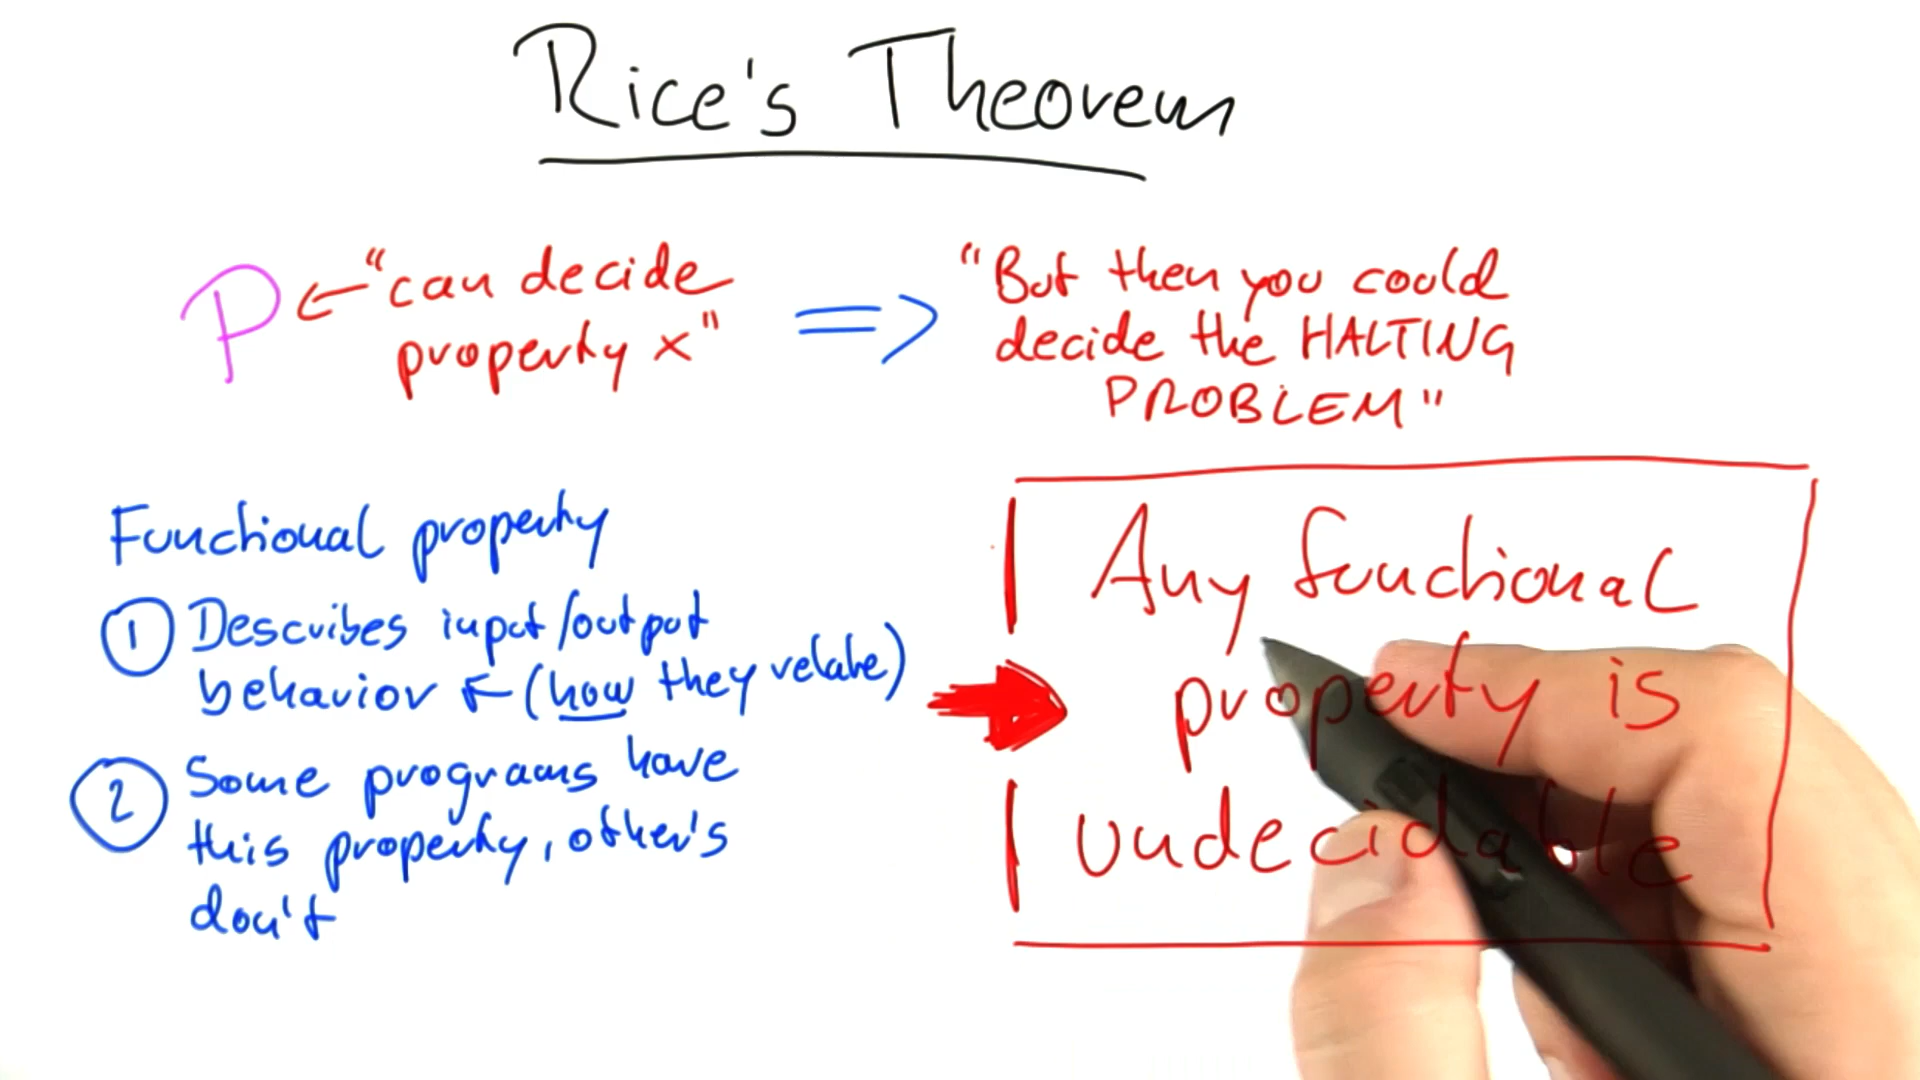 Rice's Theorem
P
"can decide
property x"
"But then you could
decide the HALTING
PROBLEM"
Functional property
1 Describes input/output
behavior (how they relate)
2 Some programs have
this property, other's
don't
Any functional
property is
undecidable